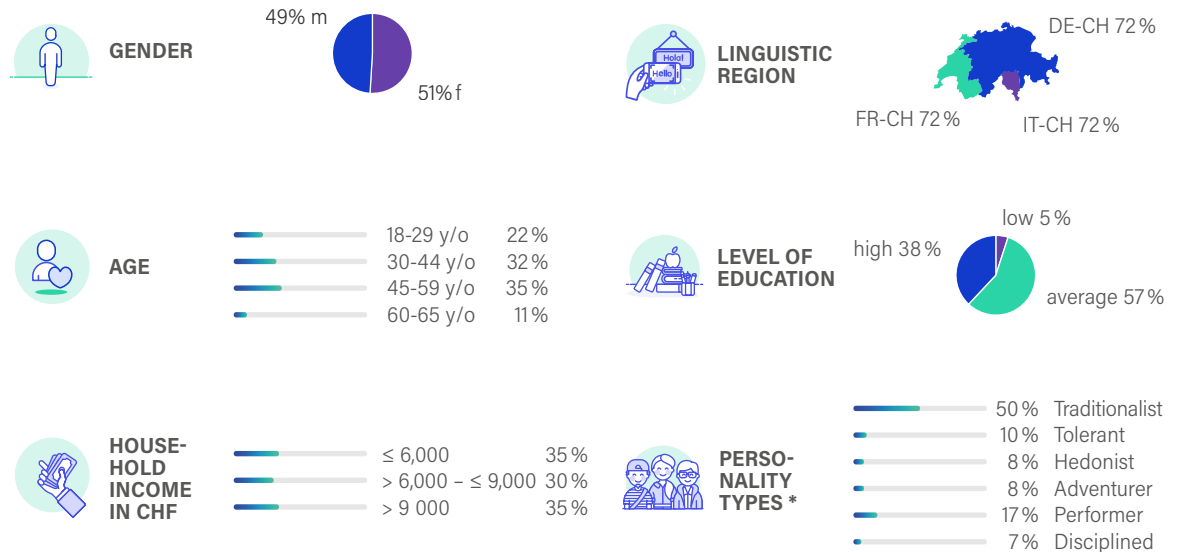 GENDER
49% m
51% f
LINGUISTIC
REGION
Hola!
Hello
DE-CH 72 %
FR-CH 72 %
IT-CH 72 %
AGE
18-29 y/o 22 %
30-44 y/o 32 %
45-59 y/o 35 %
60-65 y/o 11 %
LEVEL OF
EDUCATION
low 5 %
high 38 %
average 57 %
HOUSE-
HOLD
INCOME
IN CHF
≤ 6,000 35 %
> 6,000 – ≤ 9,000 30 %
> 9 000 35 %
PERSO-
NALITY
TYPES *
50 % Traditionalist
10 % Tolerant
8 % Hedonist
8 % Adventurer
17 % Performer
7 % Disciplined